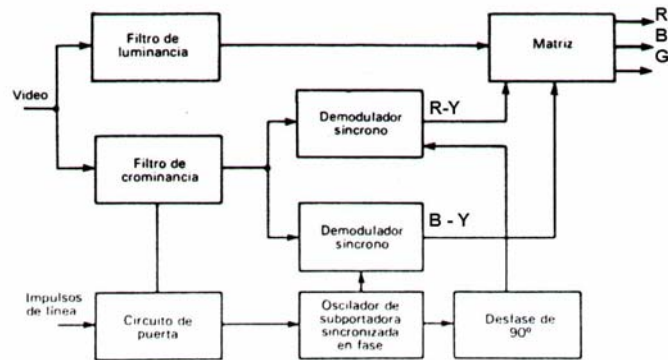 Filtro de
luminancia
Matriz
R
B
G
Video
Filtro de
crominancia
Demodulador
síncrono
R-Y
Demodulador
síncrono
B - Y
Impulsos
de línea
Circuito de
puerta
Oscilador de
subportadora
sincronizada
en fase
Desfase de
90º